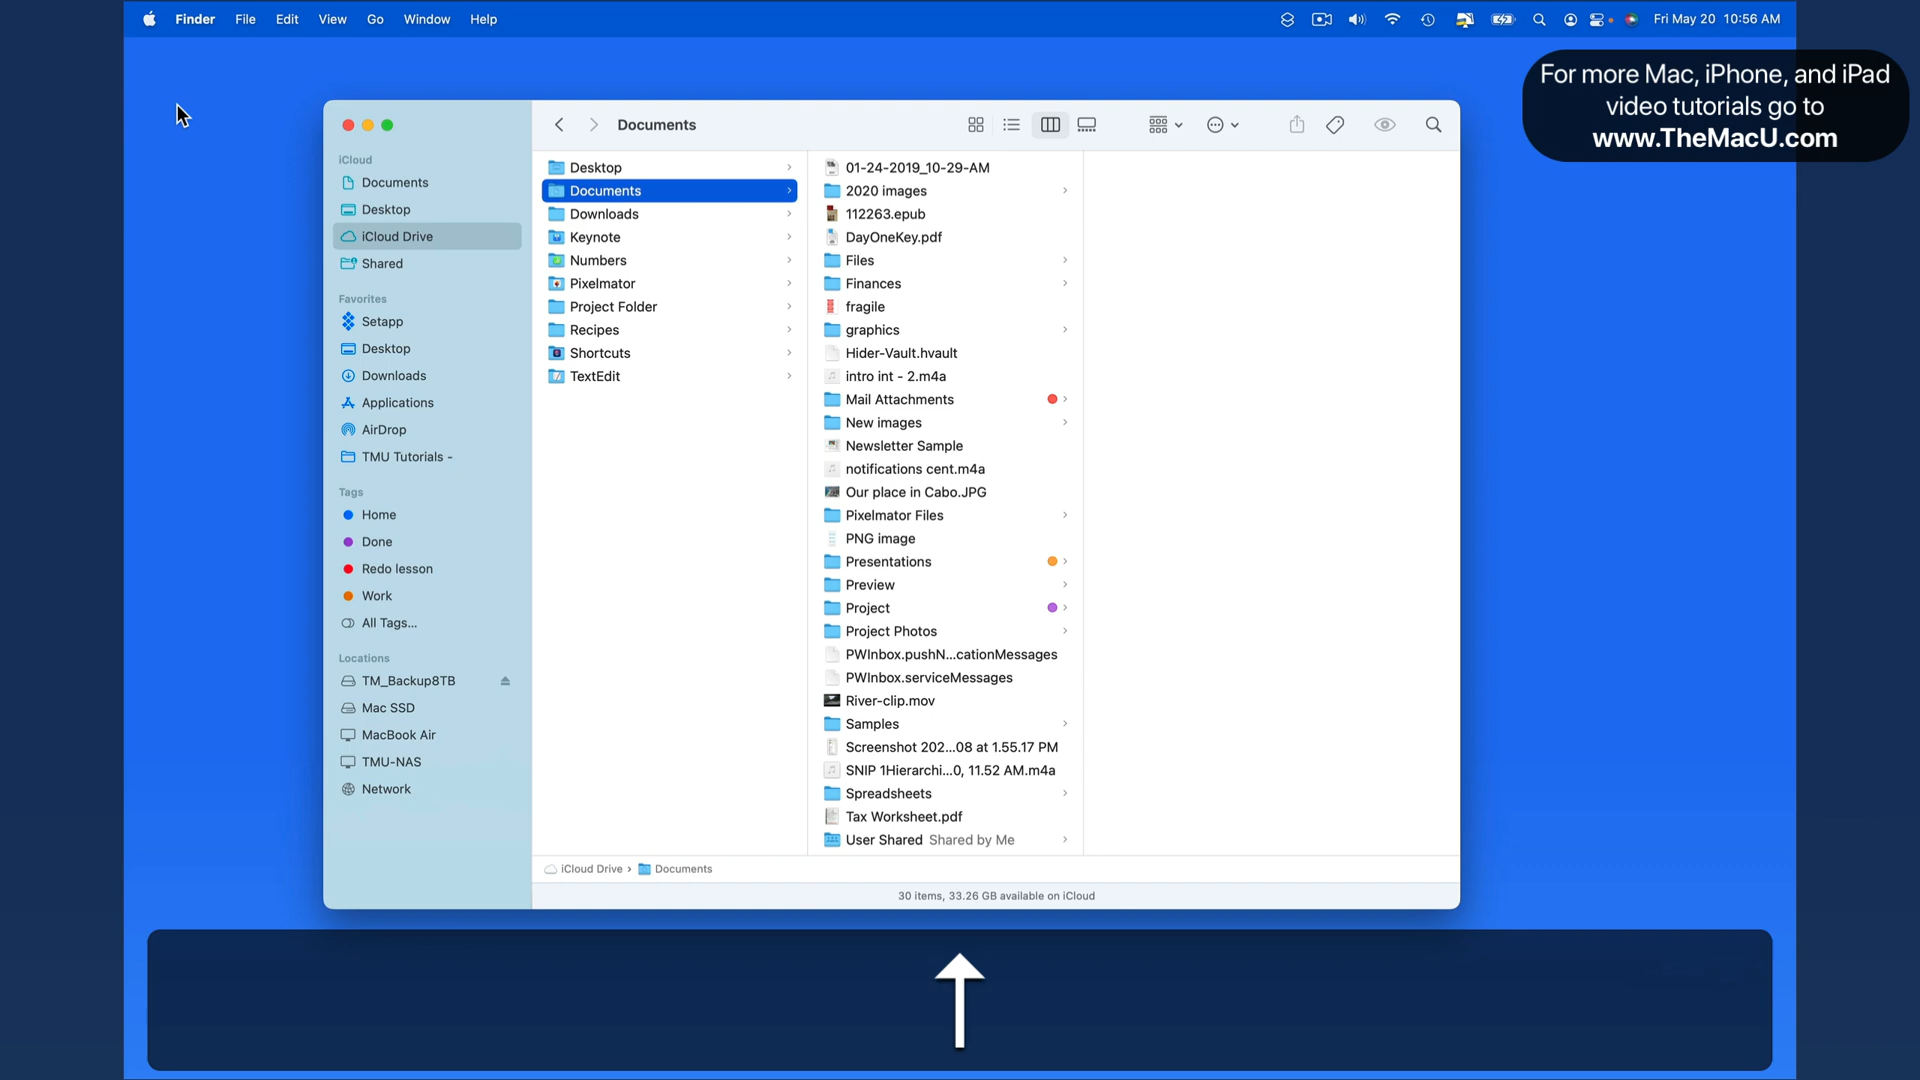 Finder File Edit View Go Window Help Fri May 20 10:56 AM
For more Mac, iPhone, and iPad
video tutorials go to
www.TheMacU.com
Documents
iCloud
Documents
Desktop
iCloud Drive
Shared
Favorites
Setapp
Desktop
Downloads
Applications
AirDrop
TMU Tutorials -
Tags
Home
Done
Redo lesson
Work
All Tags...
Locations
TM_Backup8TB
Mac SSD
MacBook Air
TMU-NAS
Network
Desktop
Documents
Downloads
Keynote
Numbers
Pixelmator
Project Folder
Recipes
Shortcuts
TextEdit
01-24-2019_10-29-AM
2020 images
112263.epub
DayOneKey.pdf
Files
Finances
fragile
graphics
Hider-Vault.hvault
intro int - 2.m4a
Mail Attachments
New images
Newsletter Sample
notifications cent.m4a
Our place in Cabo.JPG
Pixelmator Files
PNG image
Presentations
Preview
Project
Project Photos
PWInbox.pushN...cationMessages
PWInbox.serviceMessages
River-clip.mov
Samples
Screenshot 202...08 at 1.55.17 PM
SNIP 1Hierarchi...0, 11.52 AM.m4a
Spreadsheets
Tax Worksheet.pdf
User Shared Shared by Me
iCloud Drive › Documents
30 items, 33.26 GB available on iCloud